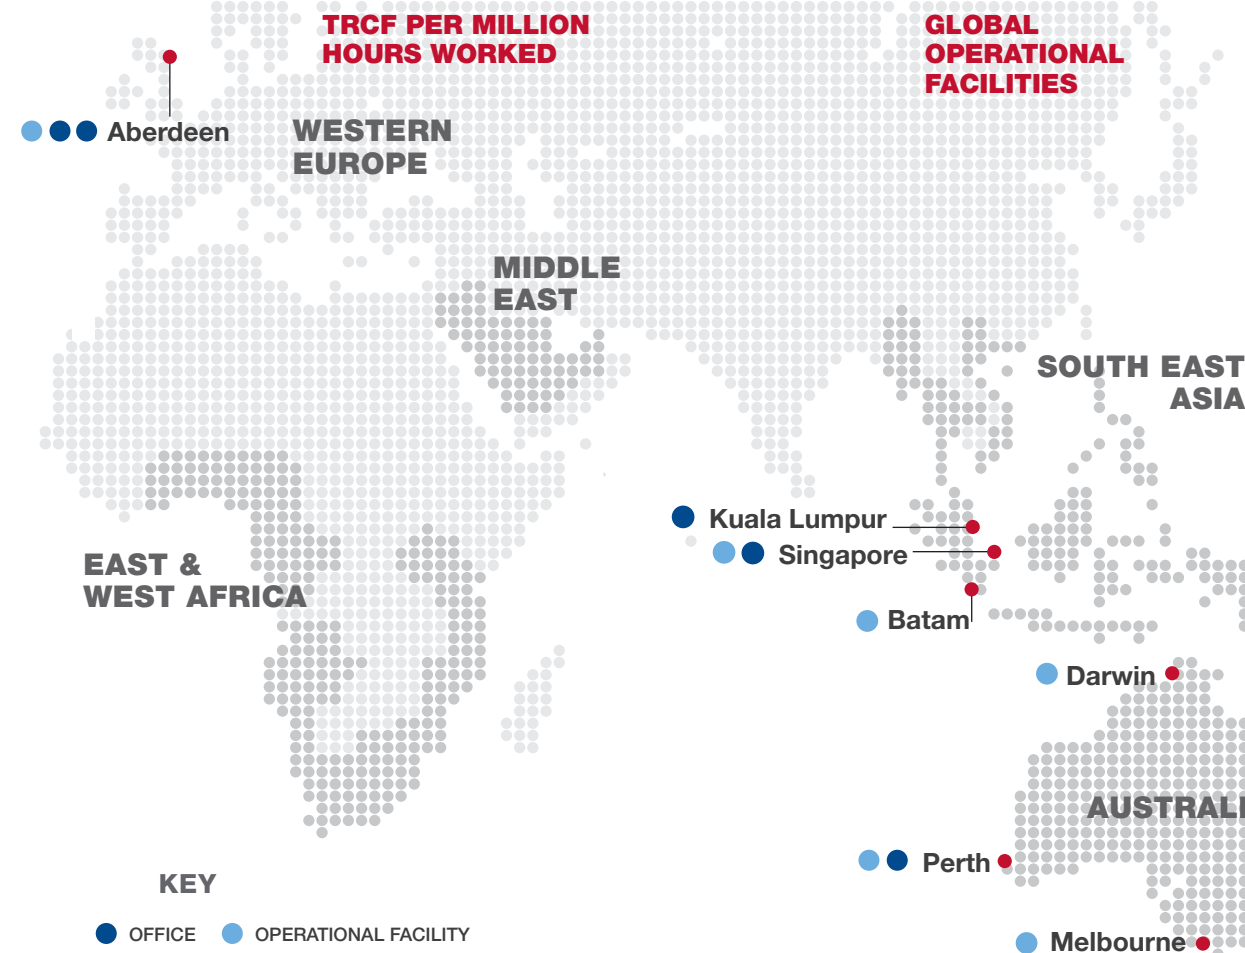 TRCF PER MILLION
HOURS WORKED
GLOBAL
OPERATIONAL
FACILITIES
Aberdeen
WESTERN
EUROPE
MIDDLE
EAST
SOUTH EAST
ASIA
Kuala Lumpur
Singapore
EAST &
WEST AFRICA
Batam
Darwin
AUSTRALI
Perth
KEY
OFFICE OPERATIONAL FACILITY
Melbourne